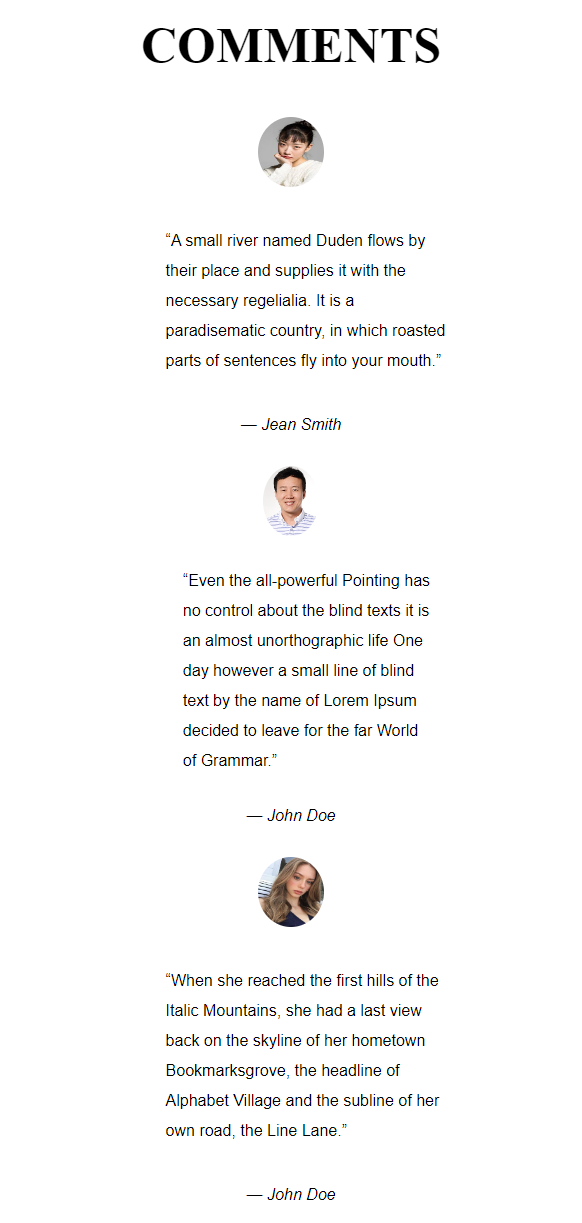 COMMENTS
“A small river named Duden flows by
their place and supplies it with the
necessary regelialia. It is a
paradisematic country, in which roasted
parts of sentences fly into your mouth.”
— Jean Smith
“Even the all-powerful Pointing has
no control about the blind texts it is
an almost unorthographic life One
day however a small line of blind
text by the name of Lorem Ipsum
decided to leave for the far World
of Grammar.”
— John Doe
“When she reached the first hills of the
Italic Mountains, she had a last view
back on the skyline of her hometown
Bookmarksgrove, the headline of
Alphabet Village and the subline of her
own road, the Line Lane.”
— John Doe